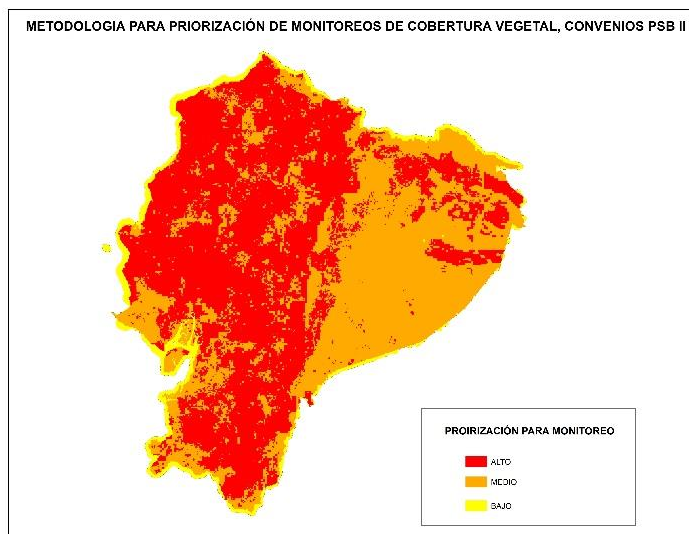 METODOLOGIA PARA PRIORIZACIÓN DE MONITOREOS DE COBERTURA VEGETAL, CONVENIOS PSB II
PROIRIZACIÓN PARA MONITOREO
ALTO
MEDIO
BAJO